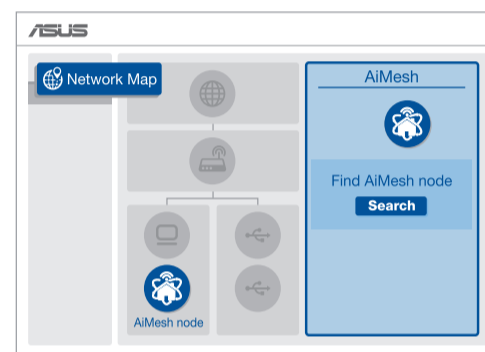 ASUS
Network Map
AiMesh
Find AiMesh node
Search
AiMesh node